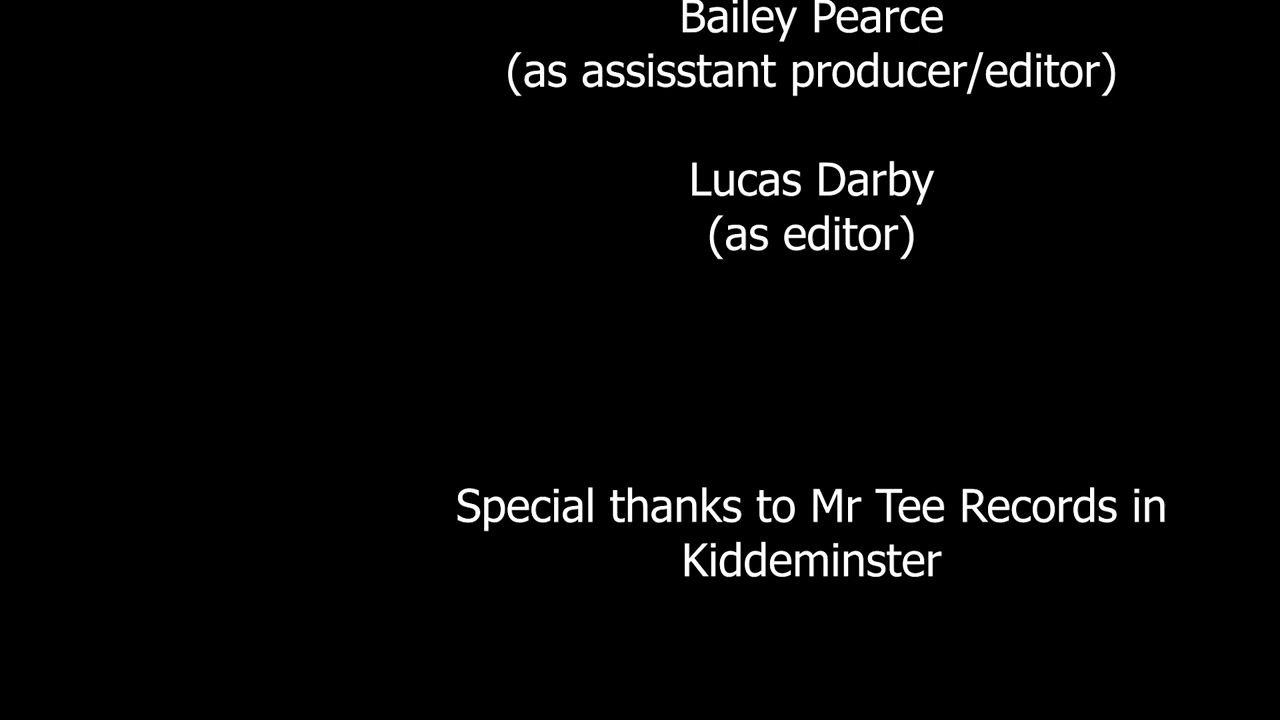 Bailey Pearce
(as assisstant producer/editor)
Lucas Darby
(as editor)
Special thanks to Mr Tee Records in
Kiddeminster